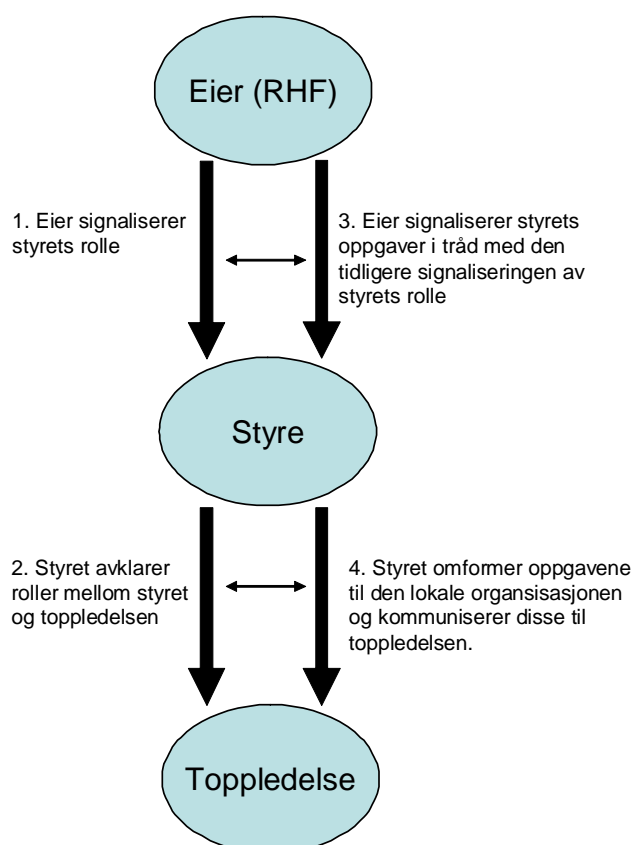 Eier (RHF)
1. Eier signaliserer
styrets rolle
3. Eier signaliserer styrets
oppgaver i tråd med den
tidligere signaliseringen av
styrets rolle
Styre
2. Styret avklarer
roller mellom styret
og toppledelsen
4. Styret omformer oppgavene
til den lokale organsisasjonen
og kommuniserer disse til
toppledelsen.
Toppledelse